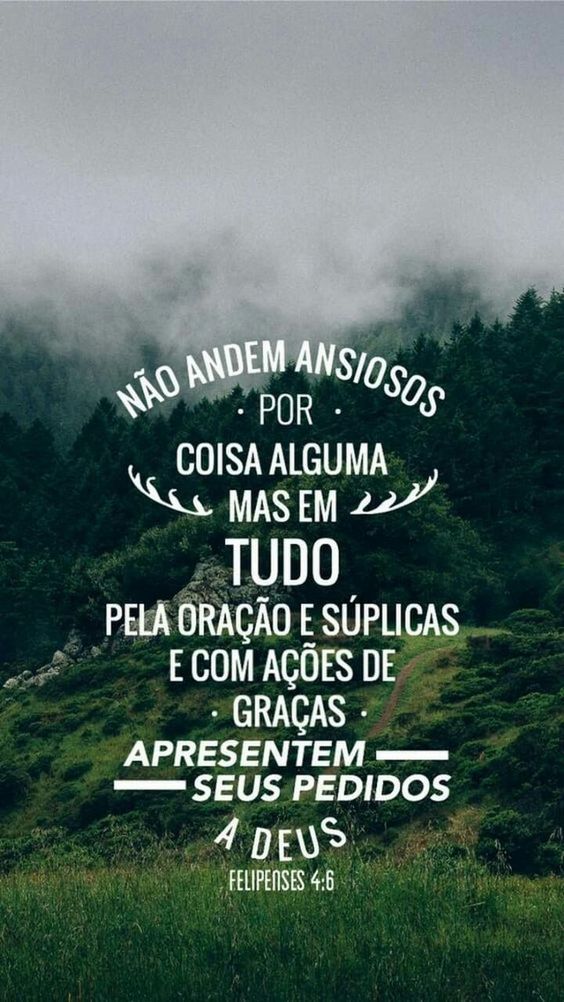 NÃO ANDEM ANSIOSOS
· POR ·
COISA ALGUMA
MAS EM
TUDO
PELA ORAÇÃO E SÚPLICAS
E COM AÇÕES DE
· GRAÇAS ·
APRESENTEM
SEUS PEDIDOS
A DEUS
FELIPENSES 4:6